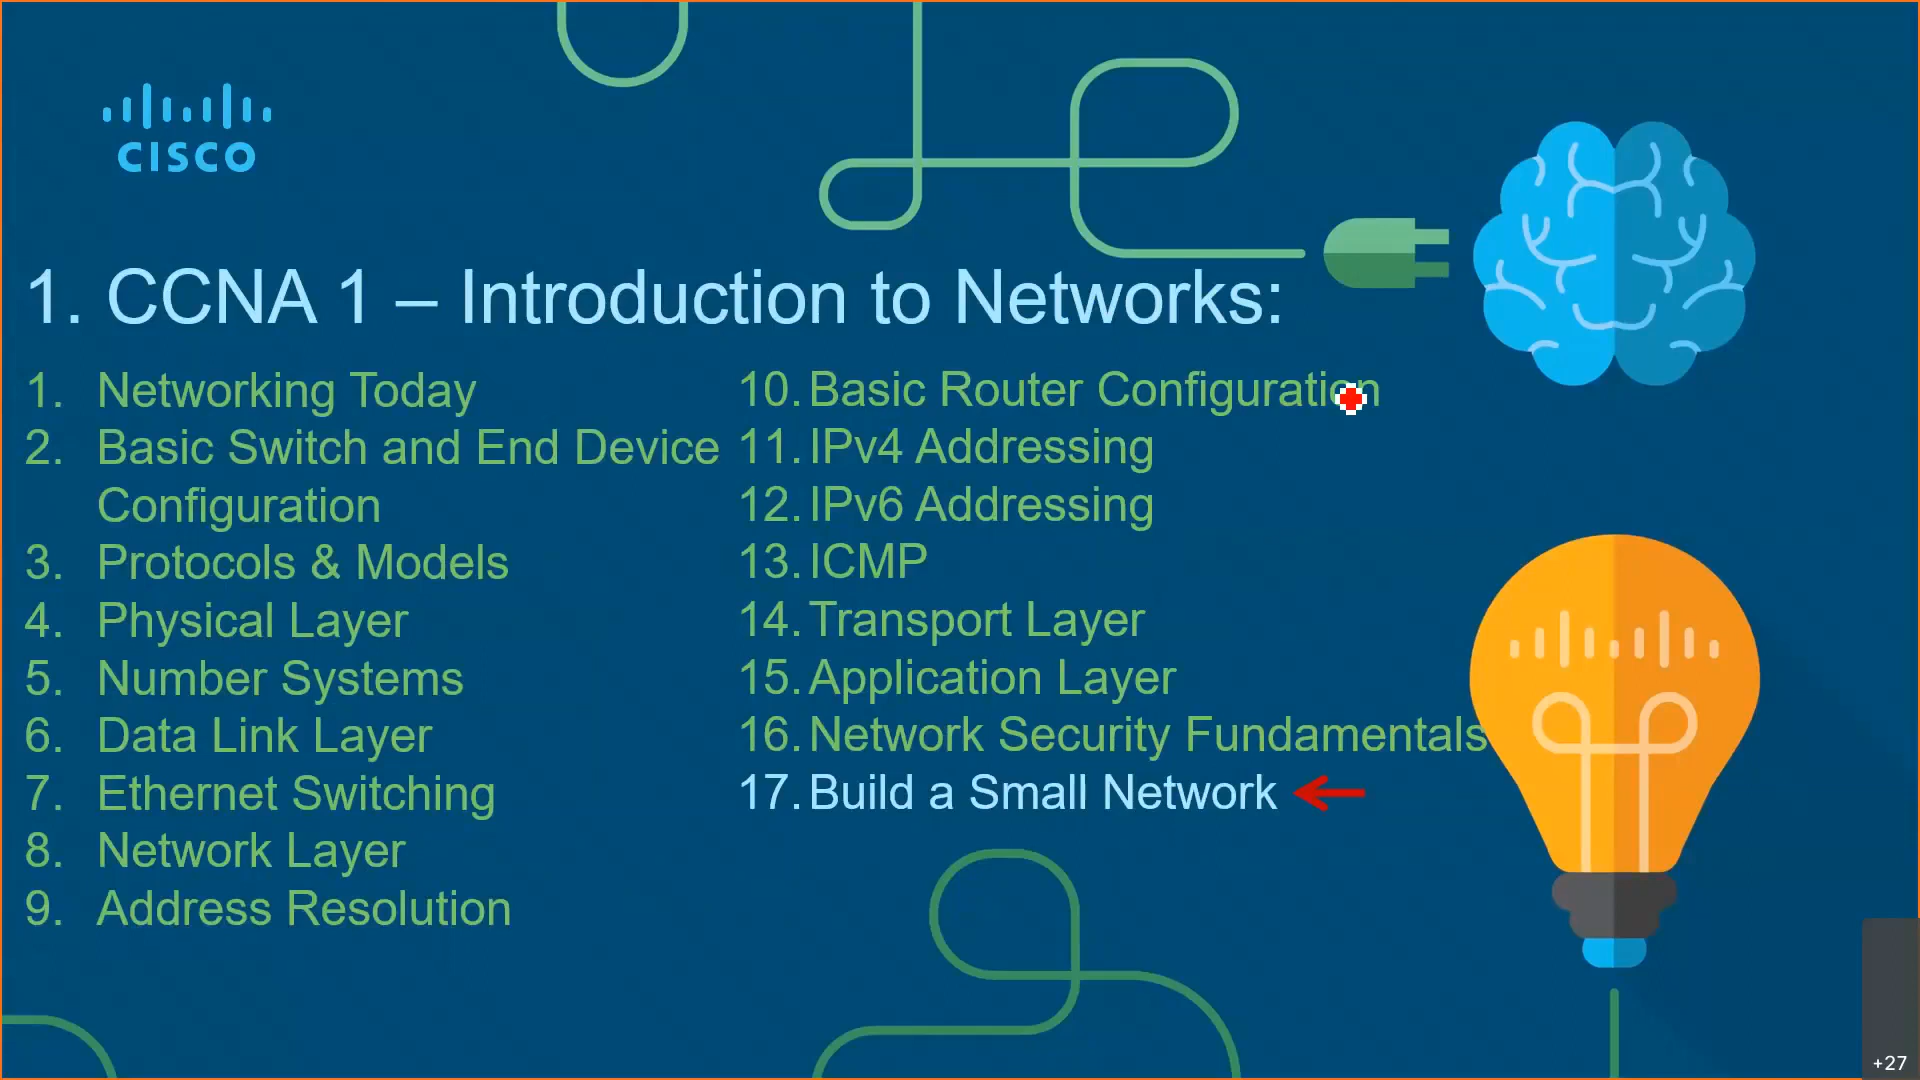 CISCO
1. CCNA 1 – Introduction to Networks:
1. Networking Today
2. Basic Switch and End Device
Configuration
3. Protocols & Models
4. Physical Layer
5. Number Systems
6. Data Link Layer
7. Ethernet Switching
8. Network Layer
9. Address Resolution
10. Basic Router Configuration
11. IPv4 Addressing
12. IPv6 Addressing
13. ICMP
14. Transport Layer
15. Application Layer
16. Network Security Fundamentals
17. Build a Small Network
+27